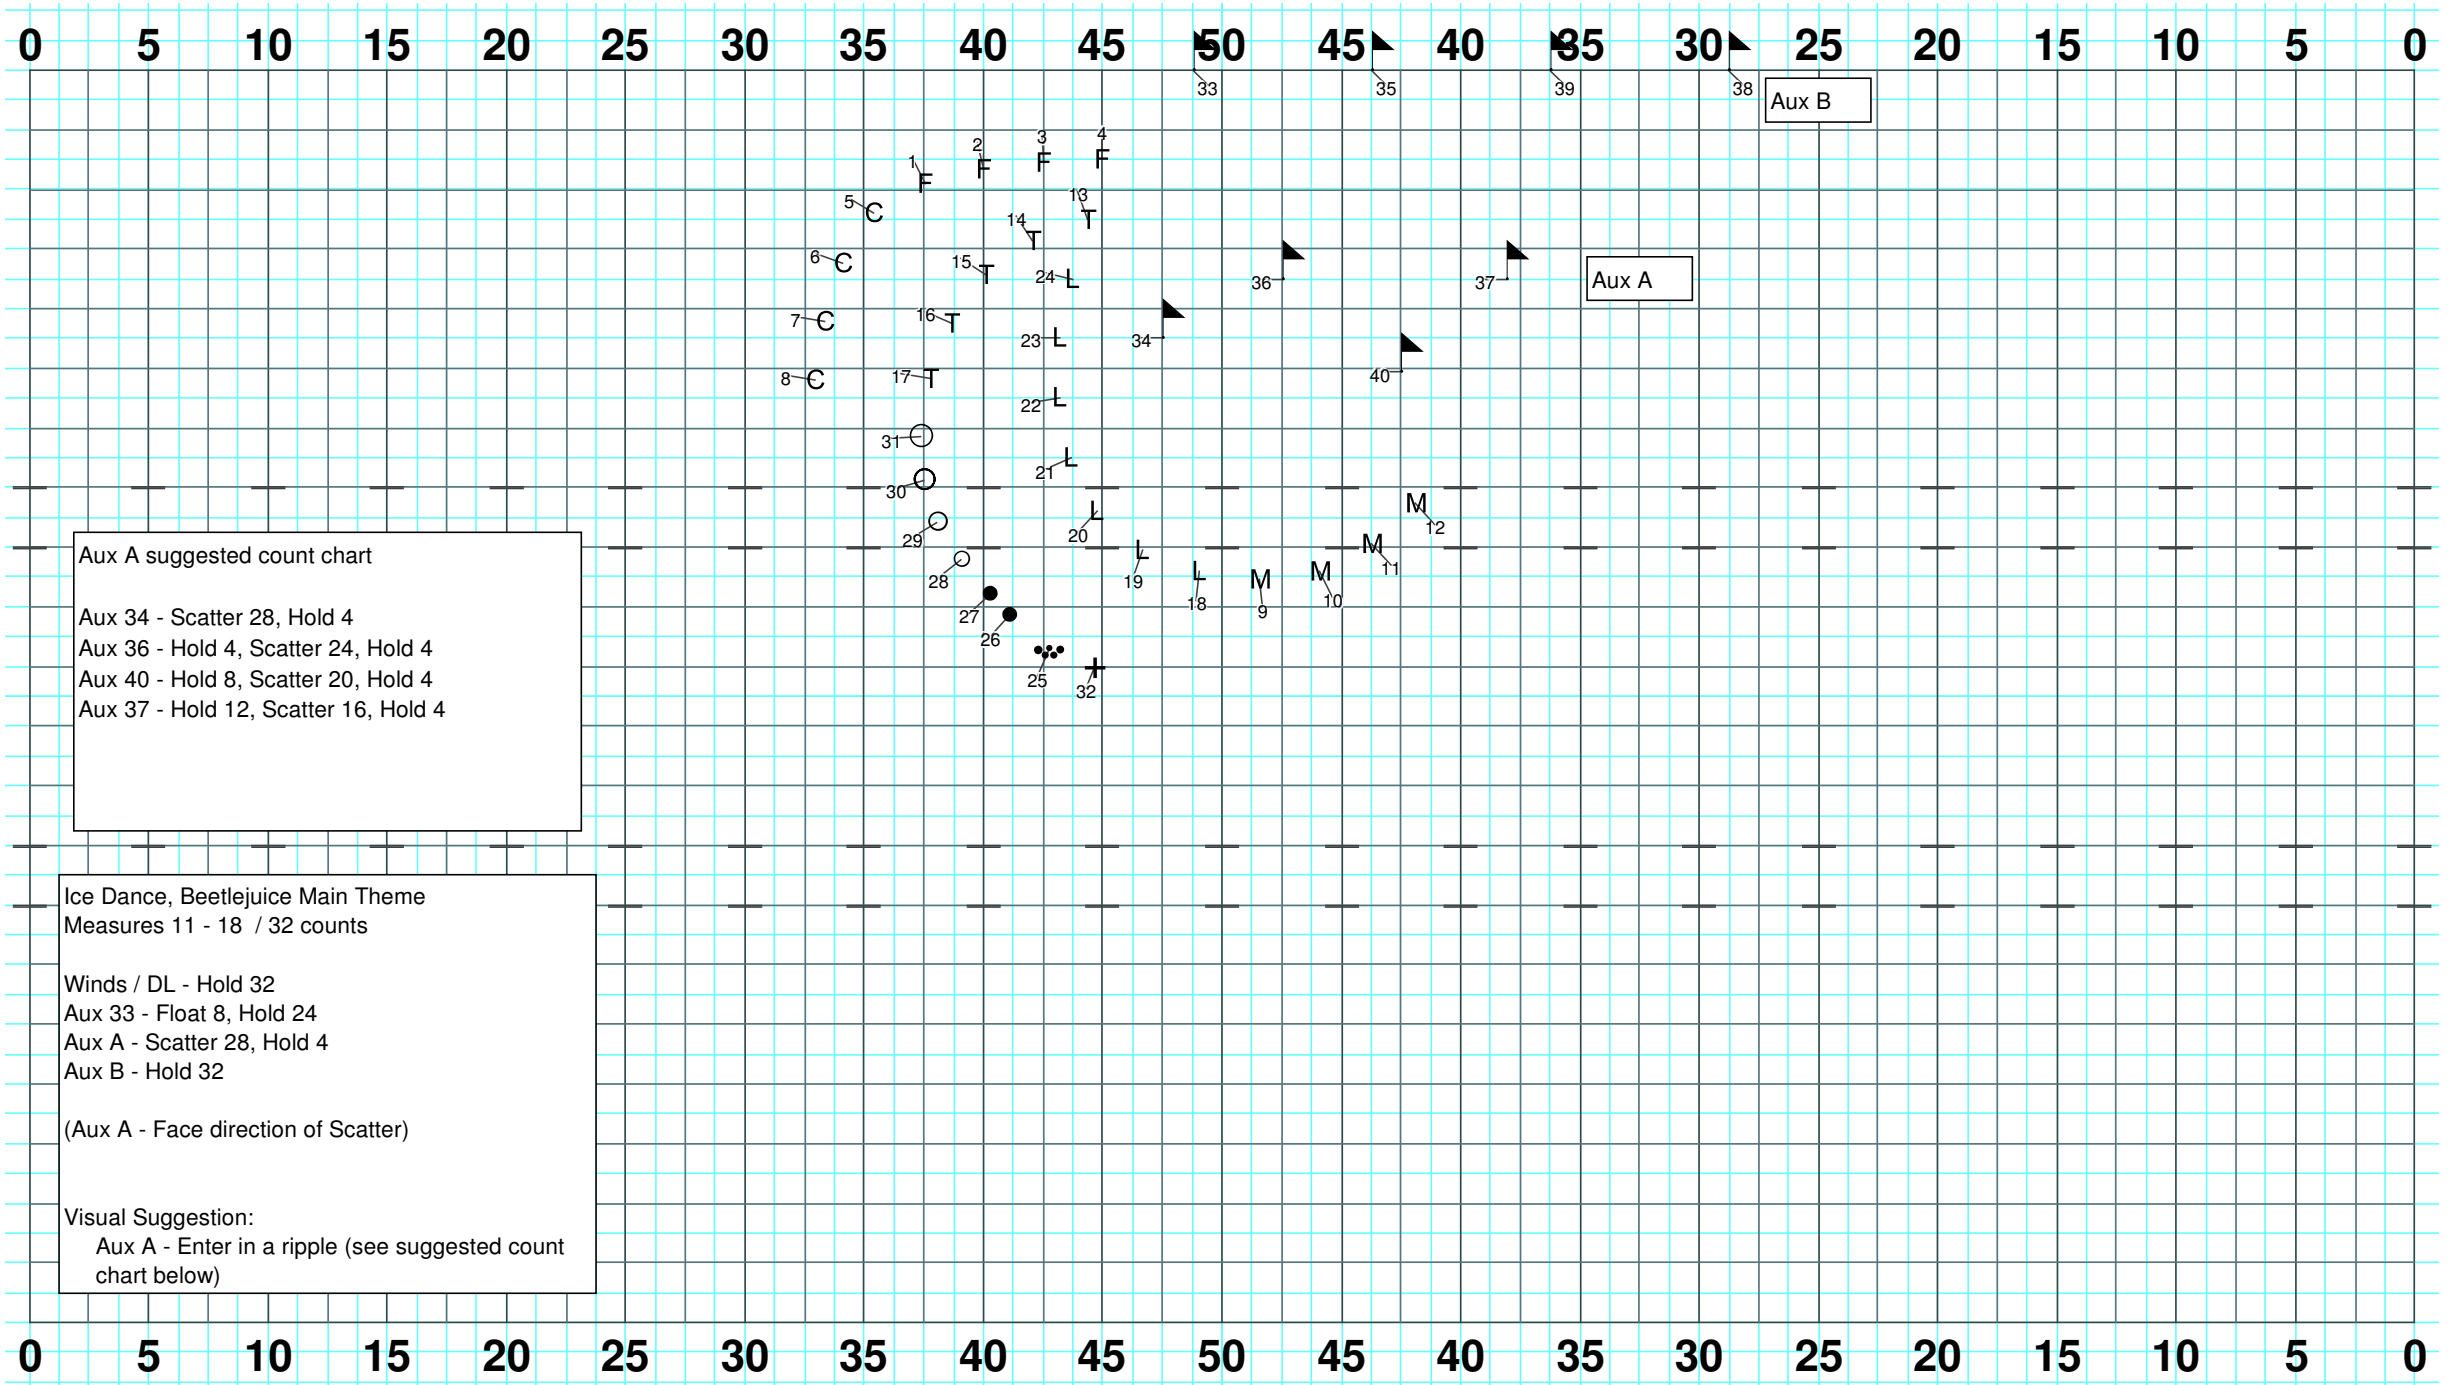 0 5 10 15 20 25 30 35 40 45 50 45 40 35 30 25 20 15 10 5 0
33 35 39 38
Aux B
4
3
2
F F
1 F
F
13
5 C T
14
T
6 C 15 T 24 L 36 37 Aux A
7 C 16 T
23 L 34
8 C 17 T 40
22 L
31
21 L
30
M
20 L 12
29
L M
19 11
28 L M M
18 9 10
27
26
25 32
Aux A suggested count chart
Aux 34 - Scatter 28, Hold 4
Aux 36 - Hold 4, Scatter 24, Hold 4
Aux 40 - Hold 8, Scatter 20, Hold 4
Aux 37 - Hold 12, Scatter 16, Hold 4
Ice Dance, Beetlejuice Main Theme
Measures 11 - 18 / 32 counts
Winds / DL - Hold 32
Aux 33 - Float 8, Hold 24
Aux A - Scatter 28, Hold 4
Aux B - Hold 32
(Aux A - Face direction of Scatter)
Visual Suggestion:
Aux A - Enter in a ripple (see suggested count
chart below)
0 5 10 15 20 25 30 35 40 45 50 45 40 35 30 25 20 15 10 5 0